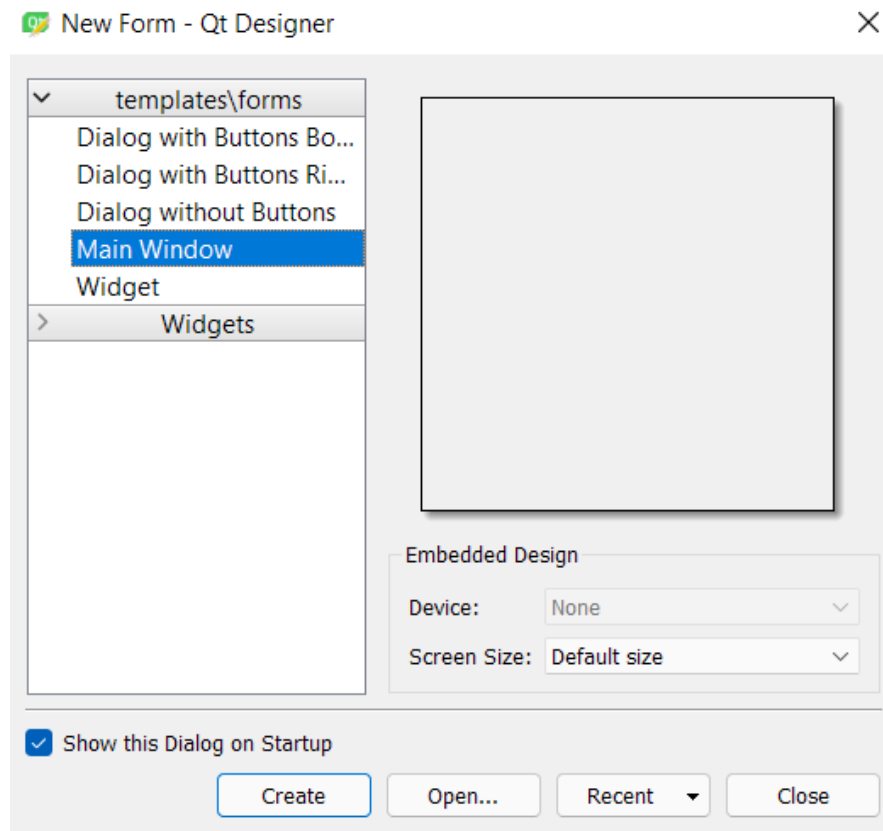 New Form - Qt Designer
templates\forms
Dialog with Buttons Bo...
Dialog with Buttons Ri...
Dialog without Buttons
Main Window
Widget
Widgets
Embedded Design
Device: None
Screen Size: Default size
Show this Dialog on Startup
Create Open... Recent Close